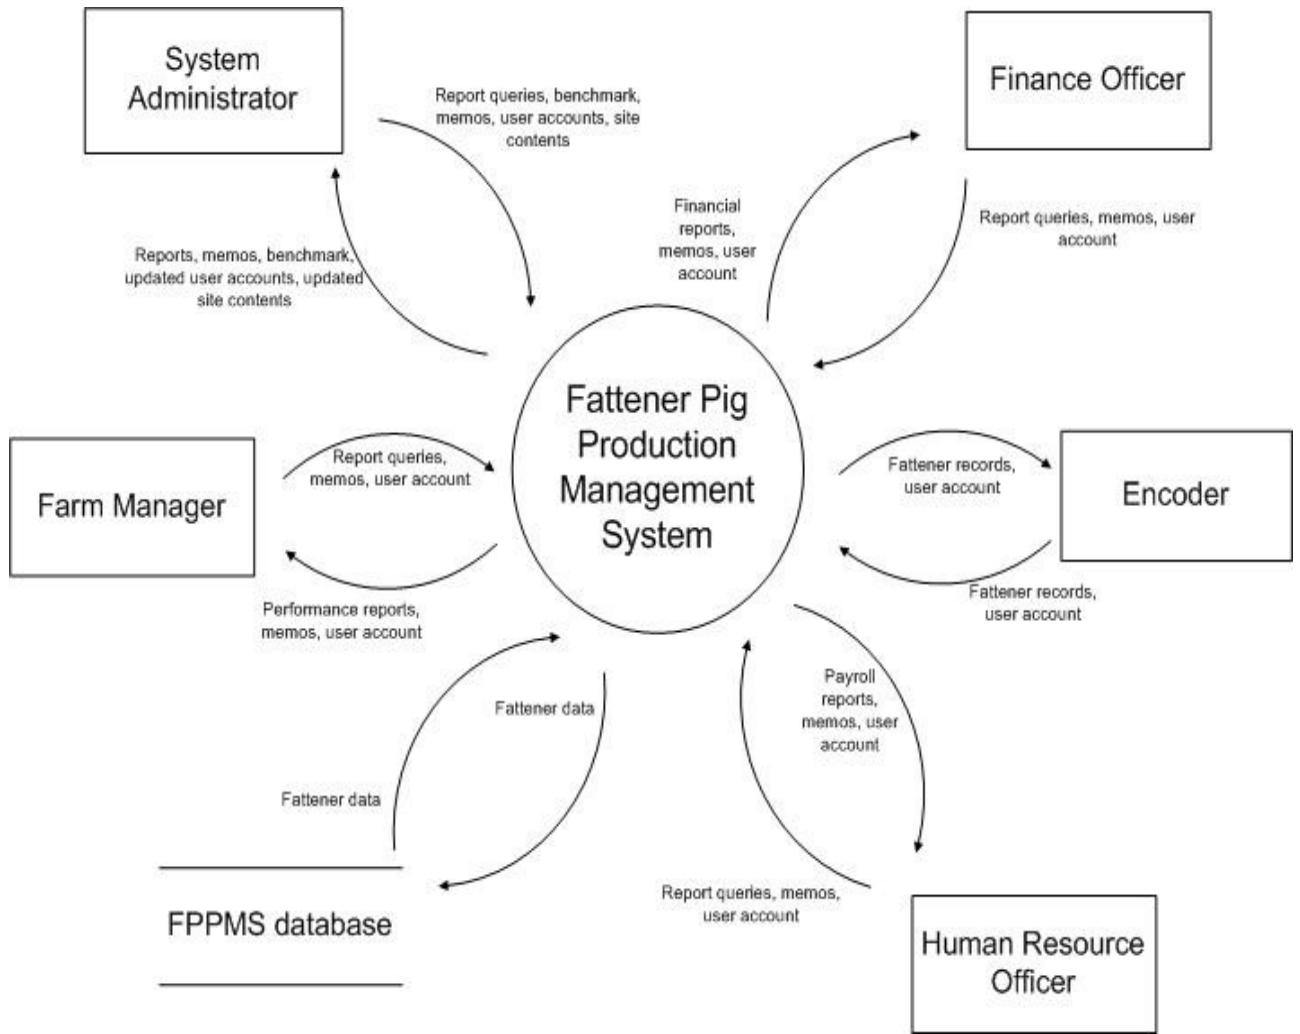 System
Administrator
Finance Officer
Report queries, benchmark,
memos, user accounts, site
contents
Financial
reports,
memos, user
account
Report queries, memos, user
account
Reports, memos, benchmark,
updated user accounts, updated
site contents
Fattener Pig
Production
Management
System
Farm Manager
Report queries,
memos, user account
Fattener records,
user account
Encoder
Performance reports,
memos, user account
Fattener records,
user account
Fattener data
Payroll
reports,
memos, user
account
Fattener data
FPPMS database
Report queries, memos,
user account
Human Resource
Officer